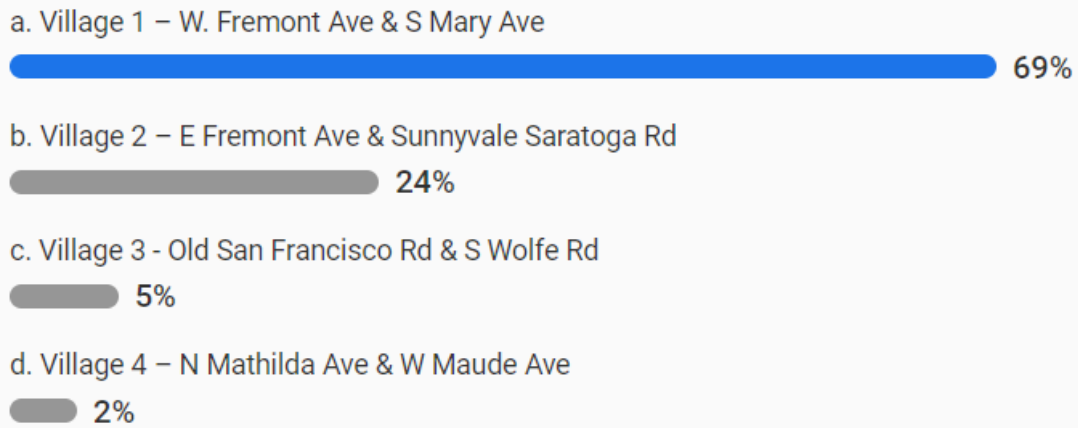 a. Village 1 – W. Fremont Ave & S Mary Ave
69%
b. Village 2 – E Fremont Ave & Sunnyvale Saratoga Rd
24%
c. Village 3 - Old San Francisco Rd & S Wolfe Rd
5%
d. Village 4 – N Mathilda Ave & W Maude Ave
2%